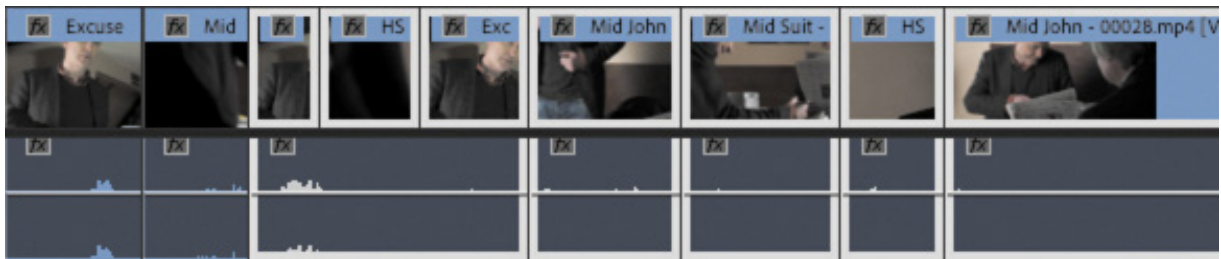 fx Excuse
fx Mid
fx
fx HS
fx Exc
fx Mid John
fx Mid Suit -
fx HS
fx Mid John - 00028.mp4 [V
fx
fx
fx
fx
fx
fx
fx